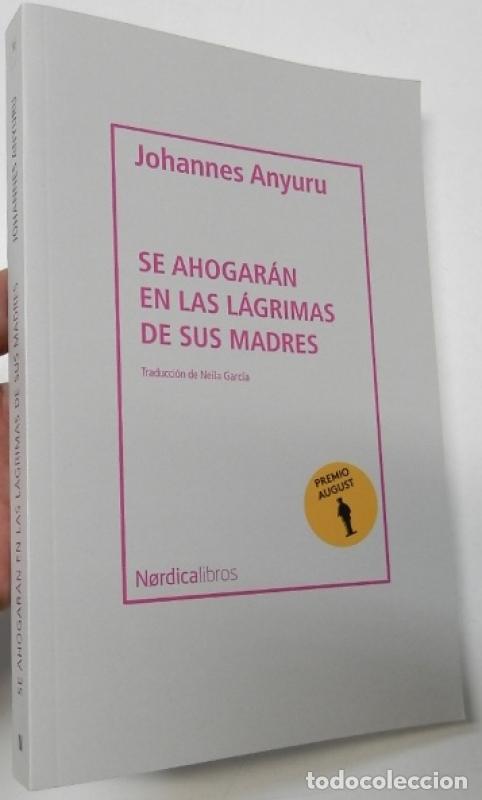 Johannes Anyuru
SE AHOGARÁN
EN LAS LÁGRIMAS
DE SUS MADRES
Traducción de Neila García
PREMIO
AUGUST
Nørdicalibros
SE AHOGARÁN EN LAS LÁGRIMAS DE SUS MADRES JOHANNES ANYURU
N
todocoleccion